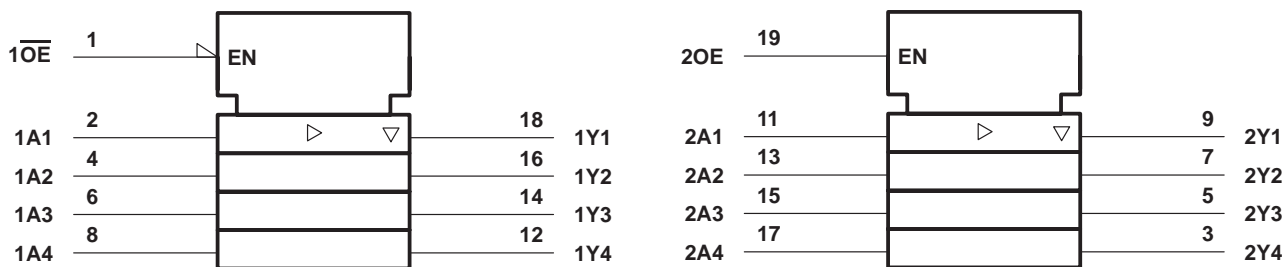 1O̅E̅ 1 EN
1A1 2 18 1Y1
1A2 4 16 1Y2
1A3 6 14 1Y3
1A4 8 12 1Y4
2OE 19 EN
2A1 11 9 2Y1
2A2 13 7 2Y2
2A3 15 5 2Y3
2A4 17 3 2Y4